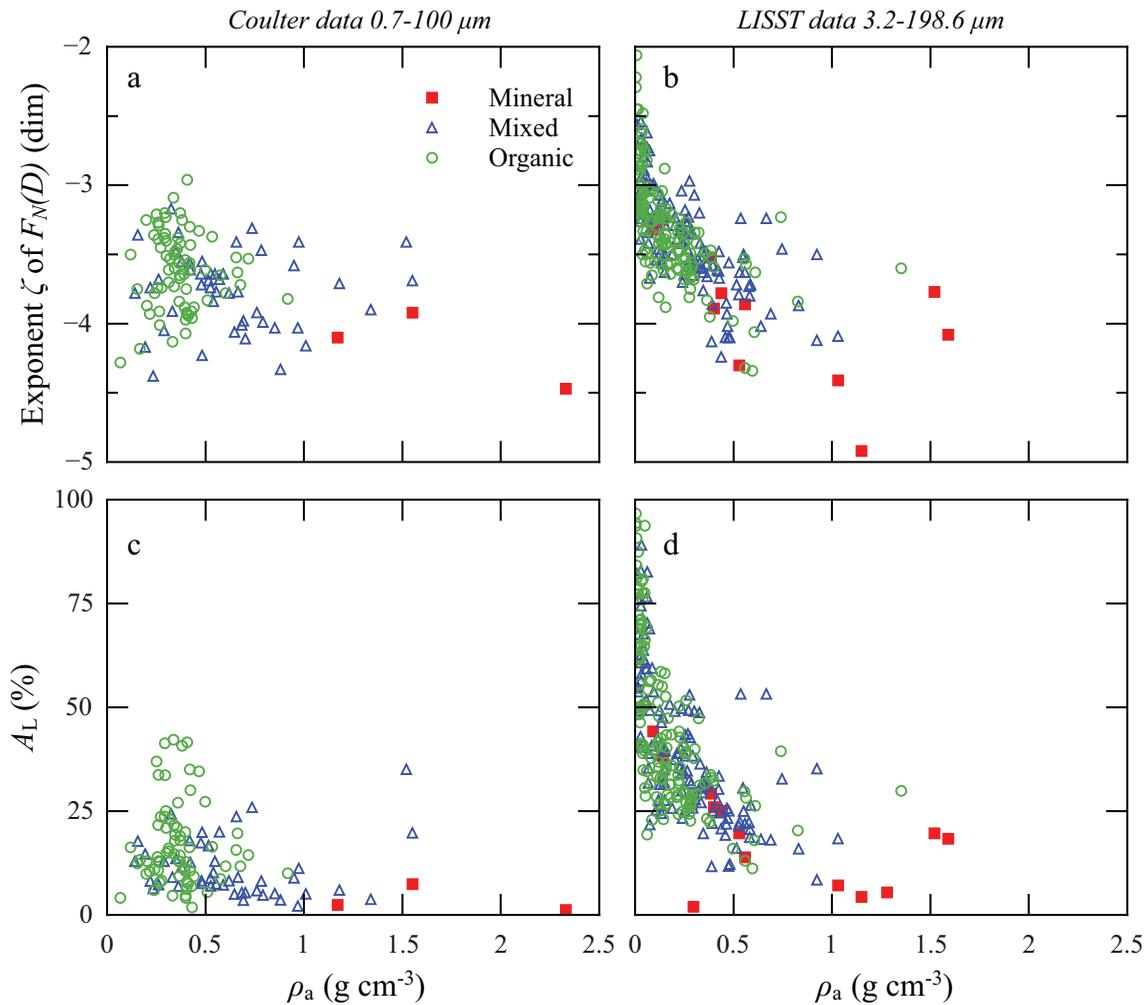 Coulter data 0.7-100 μm
LISST data 3.2-198.6 μm
−2
−3
−4
−5
Exponent ζ of F_N(D) (dim)
a
Mineral
Mixed
Organic
b
100
75
50
25
0
A_L (%)
c
d
0 0.5 1 1.5 2 2.5
0 0.5 1 1.5 2 2.5
ρ_a (g cm⁻³)
ρ_a (g cm⁻³)